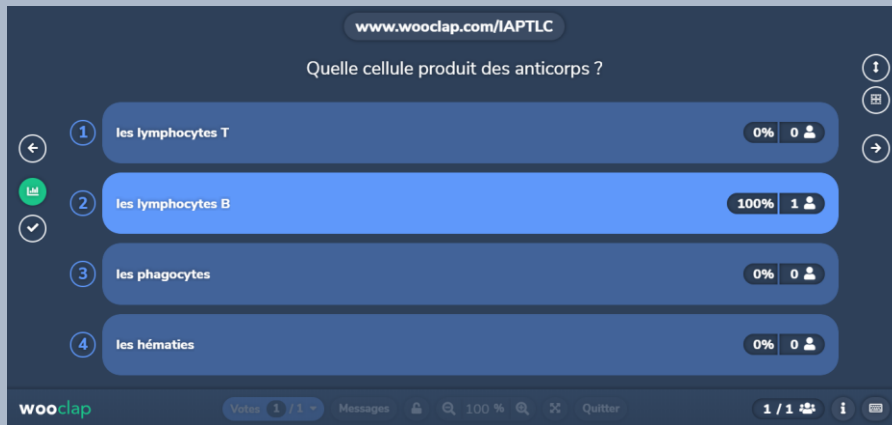 www.wooclap.com/IAPTLC
Quelle cellule produit des anticorps ?
1 les lymphocytes T 0% 0
2 les lymphocytes B 100% 1
3 les phagocytes 0% 0
4 les hématies 0% 0
wooclap Votes 1 / 1 Messages 100 % Quitter 1 / 1 i